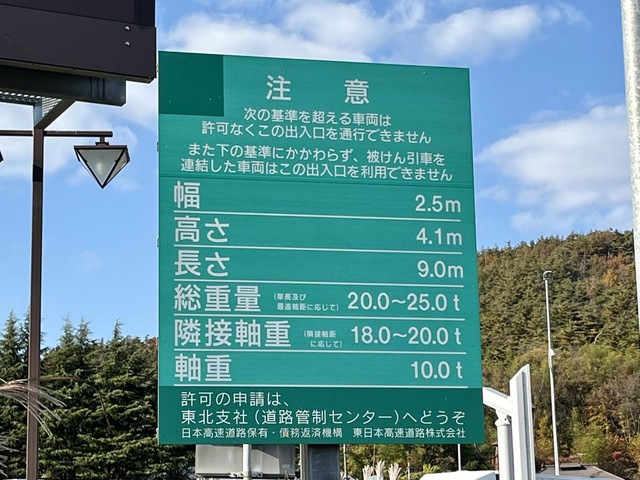 注意
次の基準を超える車両は
許可なくこの出入口を通行できません
また下の基準にかかわらず、被けん引車を
連結した車両はこの出入口を利用できません
幅 2.5m
高さ 4.1m
長さ 9.0m
総重量 (車長及び最遠軸距に応じて) 20.0～25.0t
隣接軸重 (隣接軸距に応じて) 18.0～20.0t
軸重 10.0t
許可の申請は、
東北支社(道路管制センター)へどうぞ
日本高速道路保有・債務返済機構 東日本高速道路株式会社